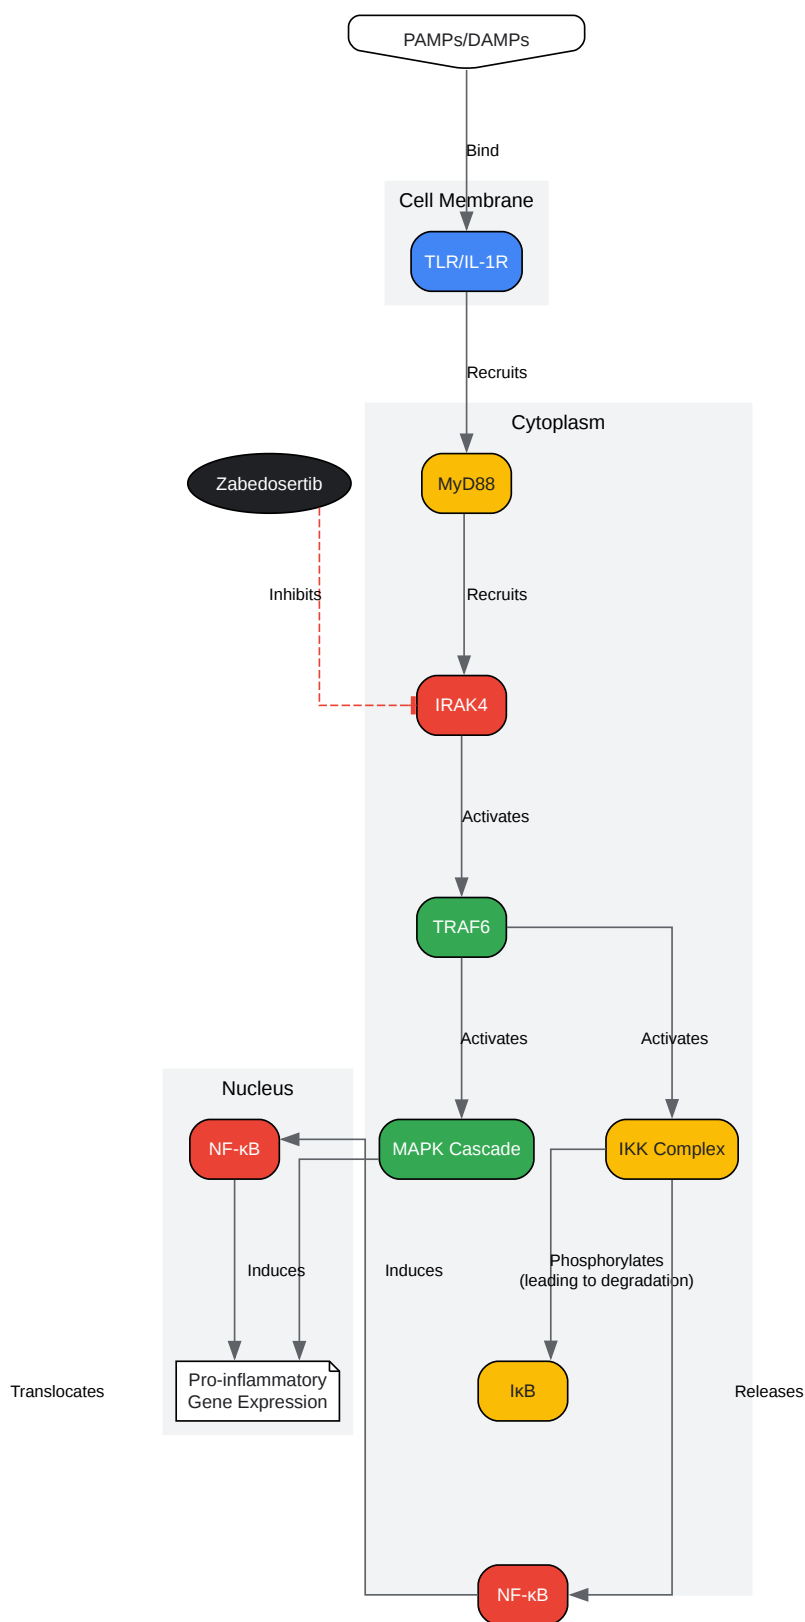 PAMPs/DAMPs
Bind
Cell Membrane
TLR/IL-1R
Recruits
Cytoplasm
Zabedosertib
MyD88
Inhibits
Recruits
IRAK4
Activates
TRAF6
Activates
Activates
Nucleus
NF-κB
MAPK Cascade
IKK Complex
Induces
Induces
Phosphorylates
(leading to degradation)
Pro-inflammatory
Gene Expression
Translocates
IκB
Releases
NF-κB